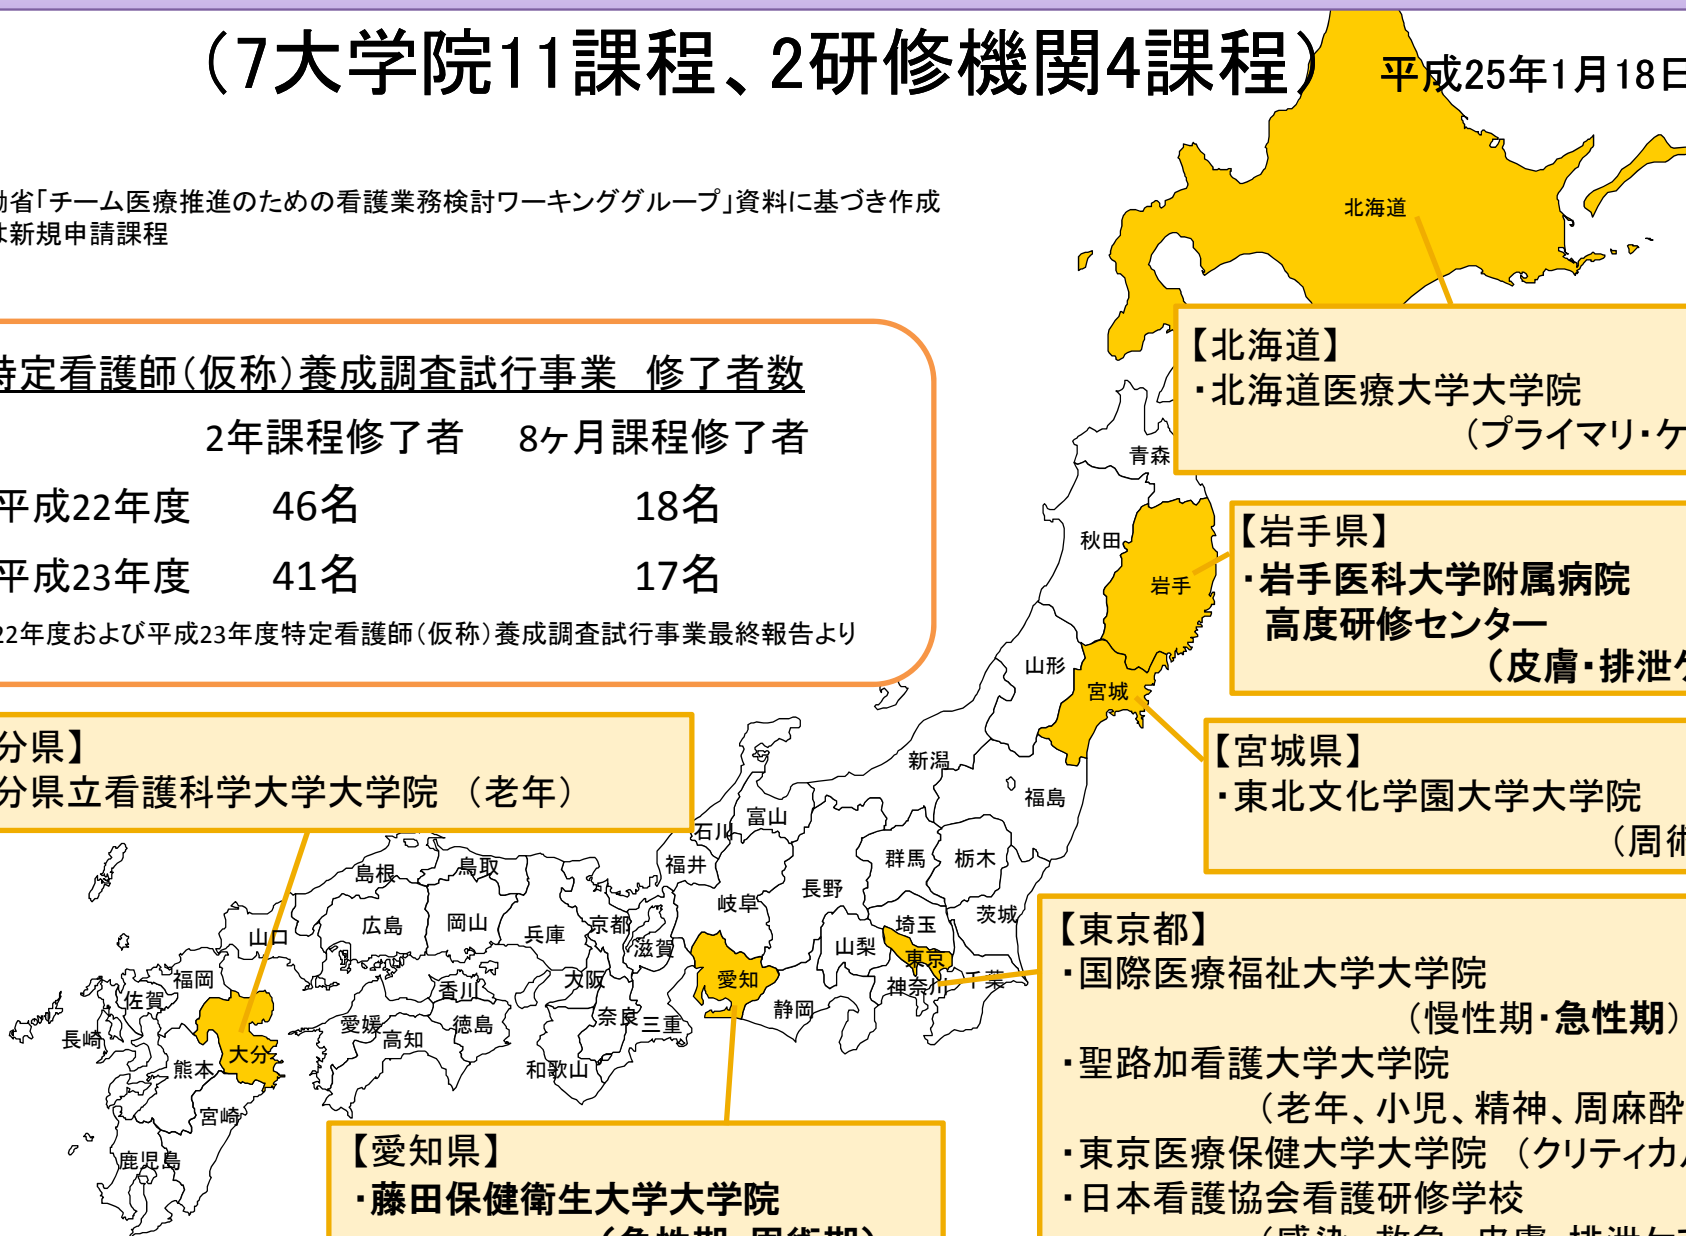 （7大学院11課程、2研修機関4課程）
平成25年1月18日
働省「チーム医療推進のための看護業務検討ワーキンググループ」資料に基づき作成
は新規申請課程
特定看護師（仮称）養成調査試行事業　修了者数
2年課程修了者　8ヶ月課程修了者
平成22年度　46名　18名
平成23年度　41名　17名
22年度および平成23年度特定看護師（仮称）養成調査試行事業最終報告より
北海道
【北海道】
・北海道医療大学大学院
（プライマリ・ケ
青森
秋田
岩手
【岩手県】
・岩手医科大学附属病院
高度研修センター
（皮膚・排泄ケ
山形
宮城
【宮城県】
・東北文化学園大学大学院
（周術
分県】
分県立看護科学大学大学院　（老年）
新潟
福島
富山
石川
福井
群馬
栃木
島根
鳥取
長野
岐阜
埼玉
茨城
広島
岡山
兵庫
京都
滋賀
山梨
東京
山口
福岡
香川
大阪
愛知
神奈川
千葉
佐賀
長崎
愛媛
高知
徳島
奈良
三重
静岡
大分
熊本
和歌山
宮崎
鹿児島
【東京都】
・国際医療福祉大学大学院
（慢性期・急性期）
・聖路加看護大学大学院
（老年、小児、精神、周麻酔
・東京医療保健大学大学院　（クリティカル
・日本看護協会看護研修学校
（感染、救急、皮膚・排泄ケア
【愛知県】
・藤田保健衛生大学大学院
（急性期・周術期）